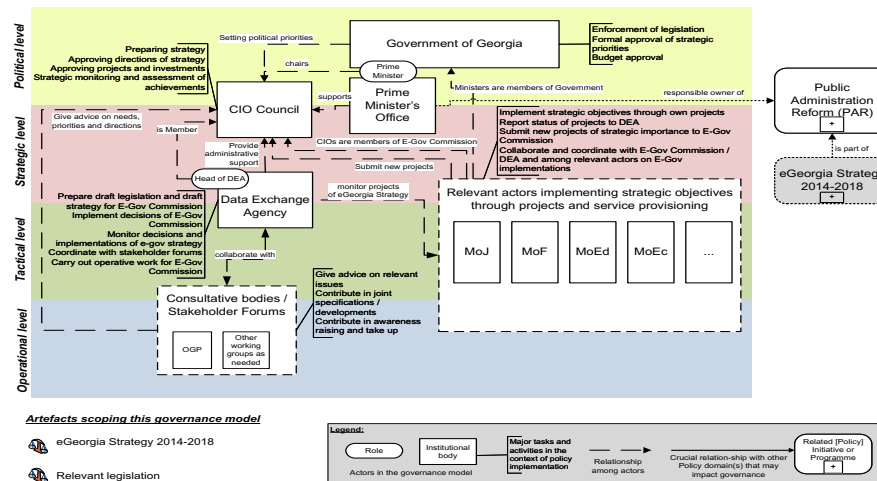 Political level
Strategic level
Tactical level
Operational level
Setting political priorities
Government of Georgia
Enforcement of legislation
Formal approval of strategic
priorities
Budget approval
Preparing strategy
Approving directions of strategy
Approving projects and investments
Strategic monitoring and assessment of
achievements
chairs
Prime
Minister
Ministers are members of Government
supports
Prime
Minister's
Office
responsible owner of
Public
Administration
Reform (PAR)
+
is part of
eGeorgia Strateg
2014-2018
+
CIO Council
Give advice on needs,
priorities and directions
is Member
Provide
administrative
support
CIOs are members of E-Gov Commission
Submit new projects
Implement strategic objectives through own projects
Report status of projects to DEA
Submit new projects of strategic importance to E-Gov
Commission
Collaborate and coordinate with E-Gov Commission /
DEA and among relevant actors on E-Gov
implementations
Head of DEA
Data Exchange
Agency
monitor projects
of eGeorgia Strategy
Prepare draft legislation and draft
strategy for E-Gov Commission
Implement decisions of E-Gov
Commission
Monitor decisions and
implementations of e-gov strategy
Coordinate with stakeholder forums
Carry out operative work for E-Gov
Commission
Relevant actors implementing strategic objectives
through projects and service provisioning
MoJ
MoF
MoEd
MoEc
...
collaborate with
Consultative bodies /
Stakeholder Forums
OGP
Other
working
groups as
needed
Give advice on relevant
issues
Contribute in joint
specifications /
developments
Contribute in awareness
raising and take up
Artefacts scoping this governance model
eGeorgia Strategy 2014-2018
Relevant legislation
Legend:
Role
Institutional
body
Actors in the governance model
Major tasks and
activities in the
context of policy
implementation
Relationship
among actors
Crucial relation-ship with other
Policy domain(s) that may
impact governance
Related [Policy]
Initiative or
Programme
+